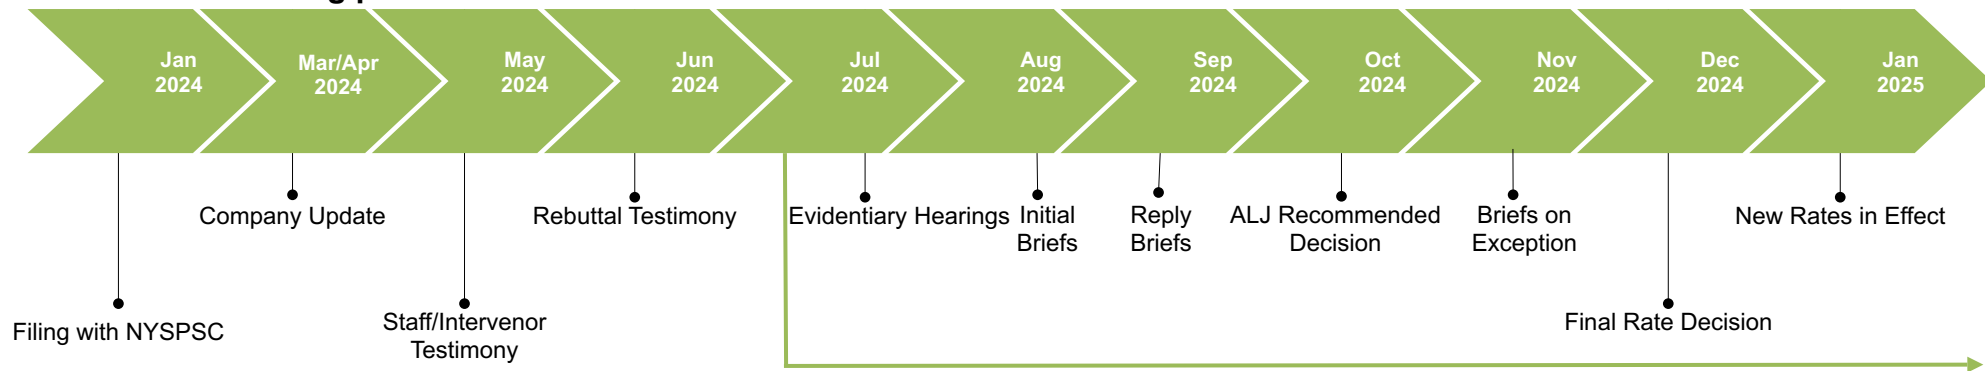 Jan
2024
Mar/Apr
2024
May
2024
Jun
2024
Jul
2024
Aug
2024
Sep
2024
Oct
2024
Nov
2024
Dec
2024
Jan
2025
Company Update
Rebuttal Testimony
Evidentiary Hearings
Initial
Briefs
Reply
Briefs
ALJ Recommended
Decision
Briefs on
Exception
New Rates in Effect
Filing with NYSPSC
Staff/Intervenor
Testimony
Final Rate Decision